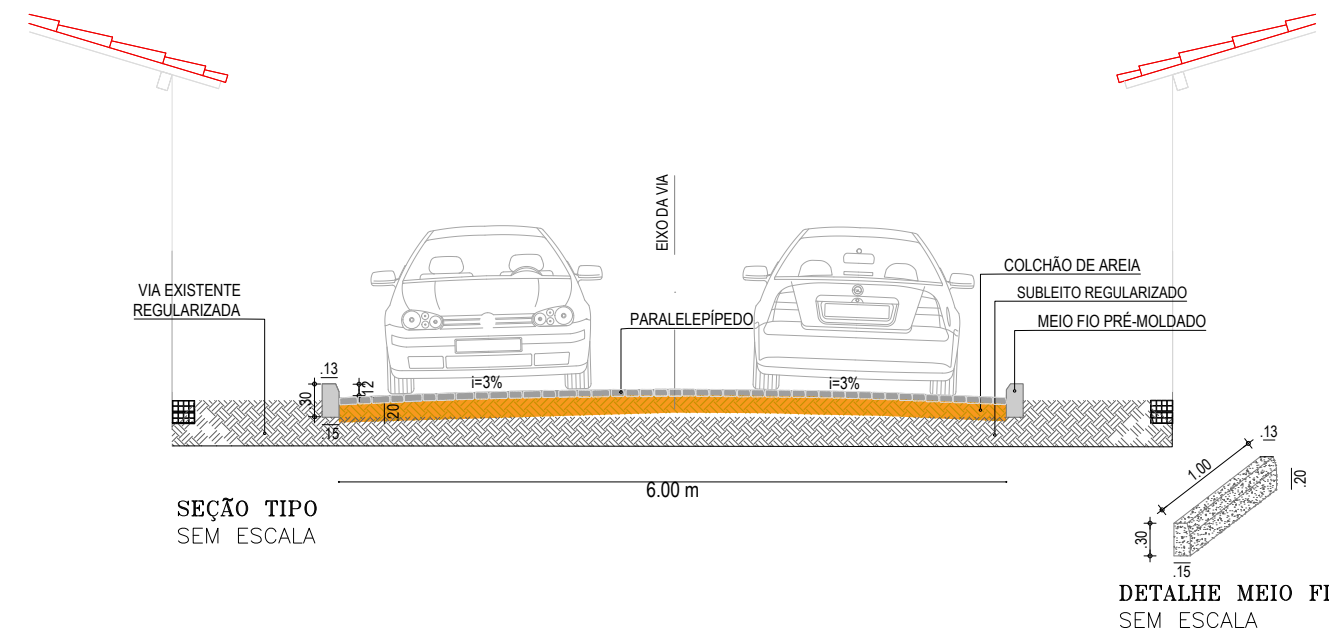 EIXO DA VIA
COLCHÃO DE AREIA
VIA EXISTENTE
REGULARIZADA
SUBLEITO REGULARIZADO
PARALELEPÍPEDO
MEIO FIO PRÉ-MOLDADO
.13
.30
.12
i=3%
i=3%
.20
.15
6.00 m
SEÇÃO TIPO
SEM ESCALA
.13
1.00
.20
.30
.15
DETALHE MEIO FI
SEM ESCALA